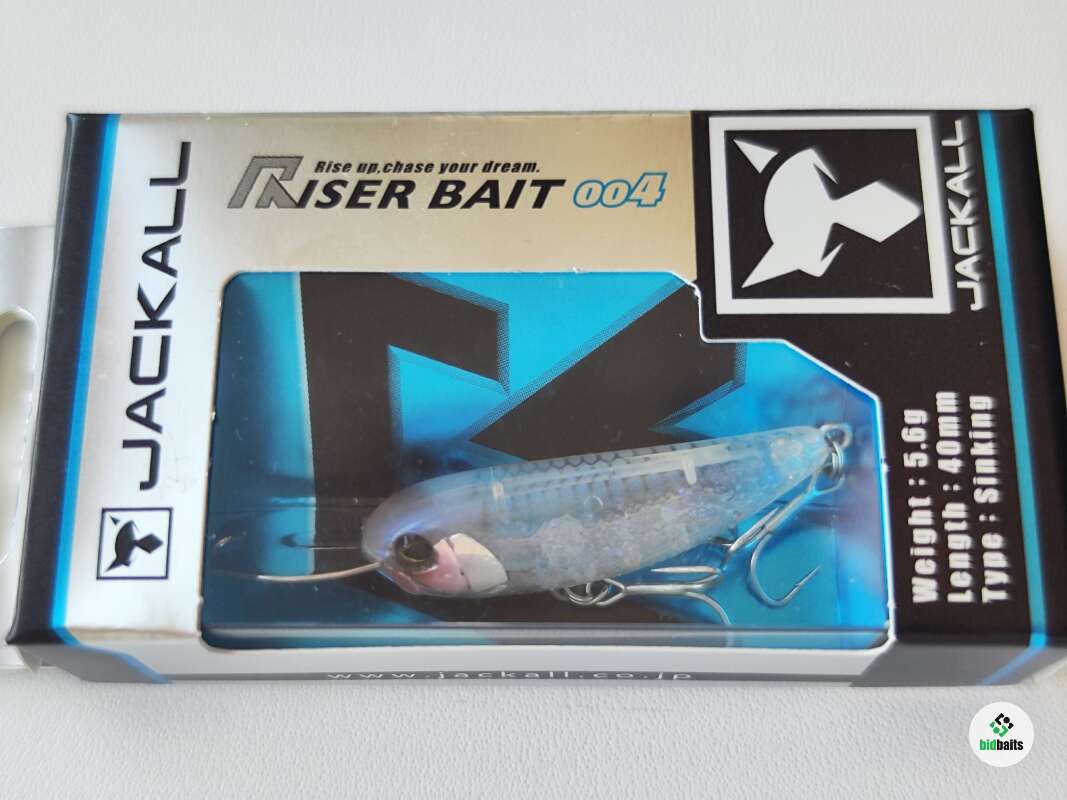 JACKALL
Rise up,chase your dream.
RISER BAIT 004
JACKALL
Weight : 5.6g
Length : 40mm
Type : Sinking
www.jackall.co.jp
bidbaits